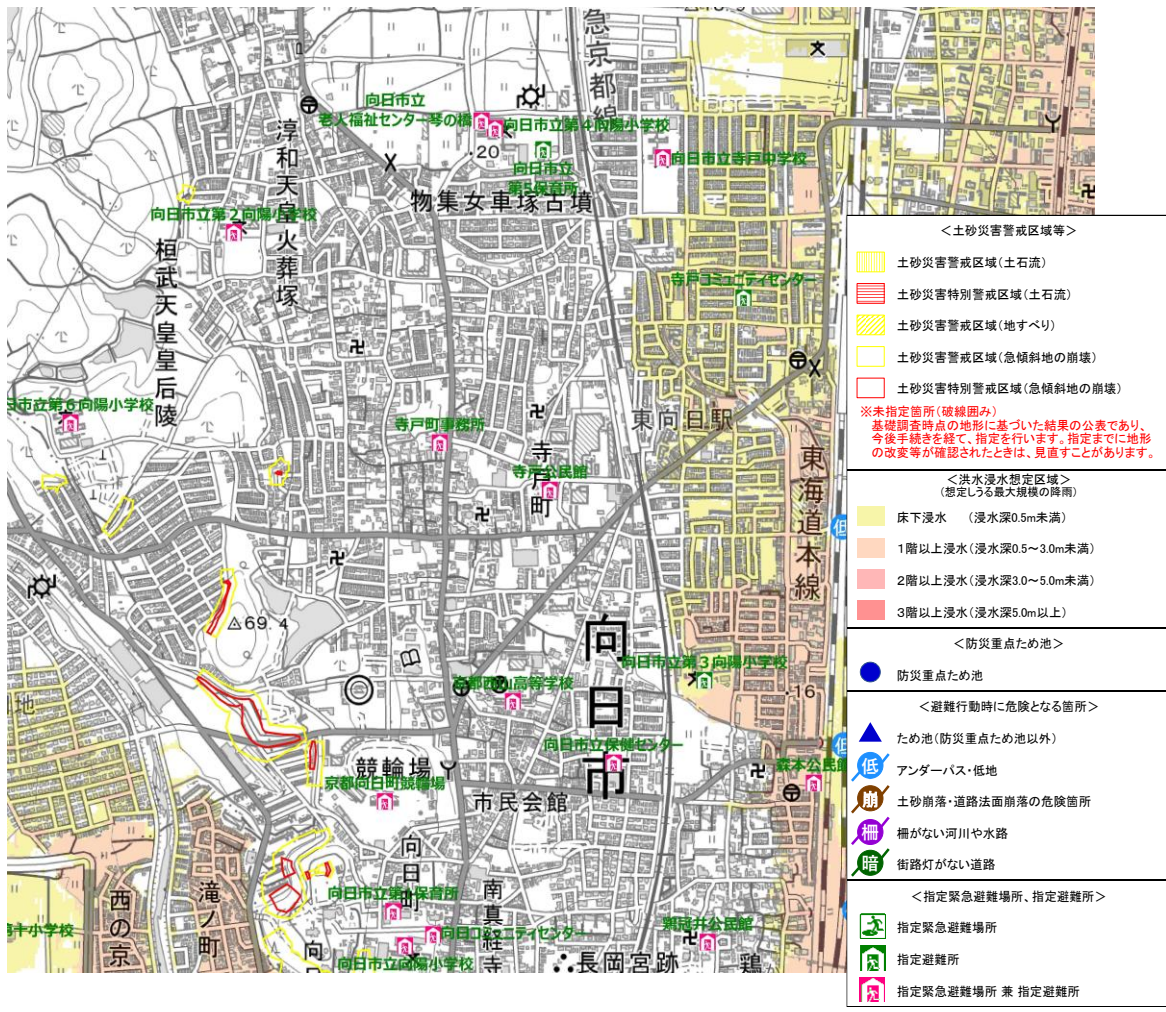 急京都線
向日市立
老人福祉センター琴の橋
向日市立第4向陽小学校
・20
向日市立
第5保育所
向日市立寺戸中学校
淳和天皇火葬塚
物集女車塚古墳
向日市立第2向陽小学校
桓武天皇皇后陵
寺戸コミュニティセンター
日市立第6向陽小学校
寺戸町事務所
東向日駅
寺戸公民館
寺戸町
東海道本線
低
△69.4
向日市
向日市立第3向陽小学校
京都西山高等学校
・16
低
向日市立保健センター
森本公民館
競輪場
京都向日町競輪場
市民会館
向日町
向日市立第1保育所
南真経寺
向日コミュニティセンター
鶏冠井公民館
西の京
滝ノ町
第十小学校
向日
向日市立向陽小学校
長岡宮跡
鶏
＜土砂災害警戒区域等＞
土砂災害警戒区域（土石流）
土砂災害特別警戒区域（土石流）
土砂災害警戒区域（地すべり）
土砂災害警戒区域（急傾斜地の崩壊）
土砂災害特別警戒区域（急傾斜地の崩壊）
※未指定箇所（破線囲み）
基礎調査時点の地形に基づいた結果の公表であり、
今後手続きを経て、指定を行います。指定までに地形
の改変等が確認されたときは、見直すことがあります。
＜洪水浸水想定区域＞
（想定しうる最大規模の降雨）
床下浸水　（浸水深0.5m未満）
1階以上浸水（浸水深0.5～3.0m未満）
2階以上浸水（浸水深3.0～5.0m未満）
3階以上浸水（浸水深5.0m以上）
＜防災重点ため池＞
防災重点ため池
＜避難行動時に危険となる箇所＞
ため池（防災重点ため池以外）
低 アンダーパス・低地
崩 土砂崩落・道路法面崩落の危険箇所
柵 柵がない河川や水路
暗 街路灯がない道路
＜指定緊急避難場所、指定避難所＞
指定緊急避難場所
指定避難所
指定緊急避難場所 兼 指定避難所